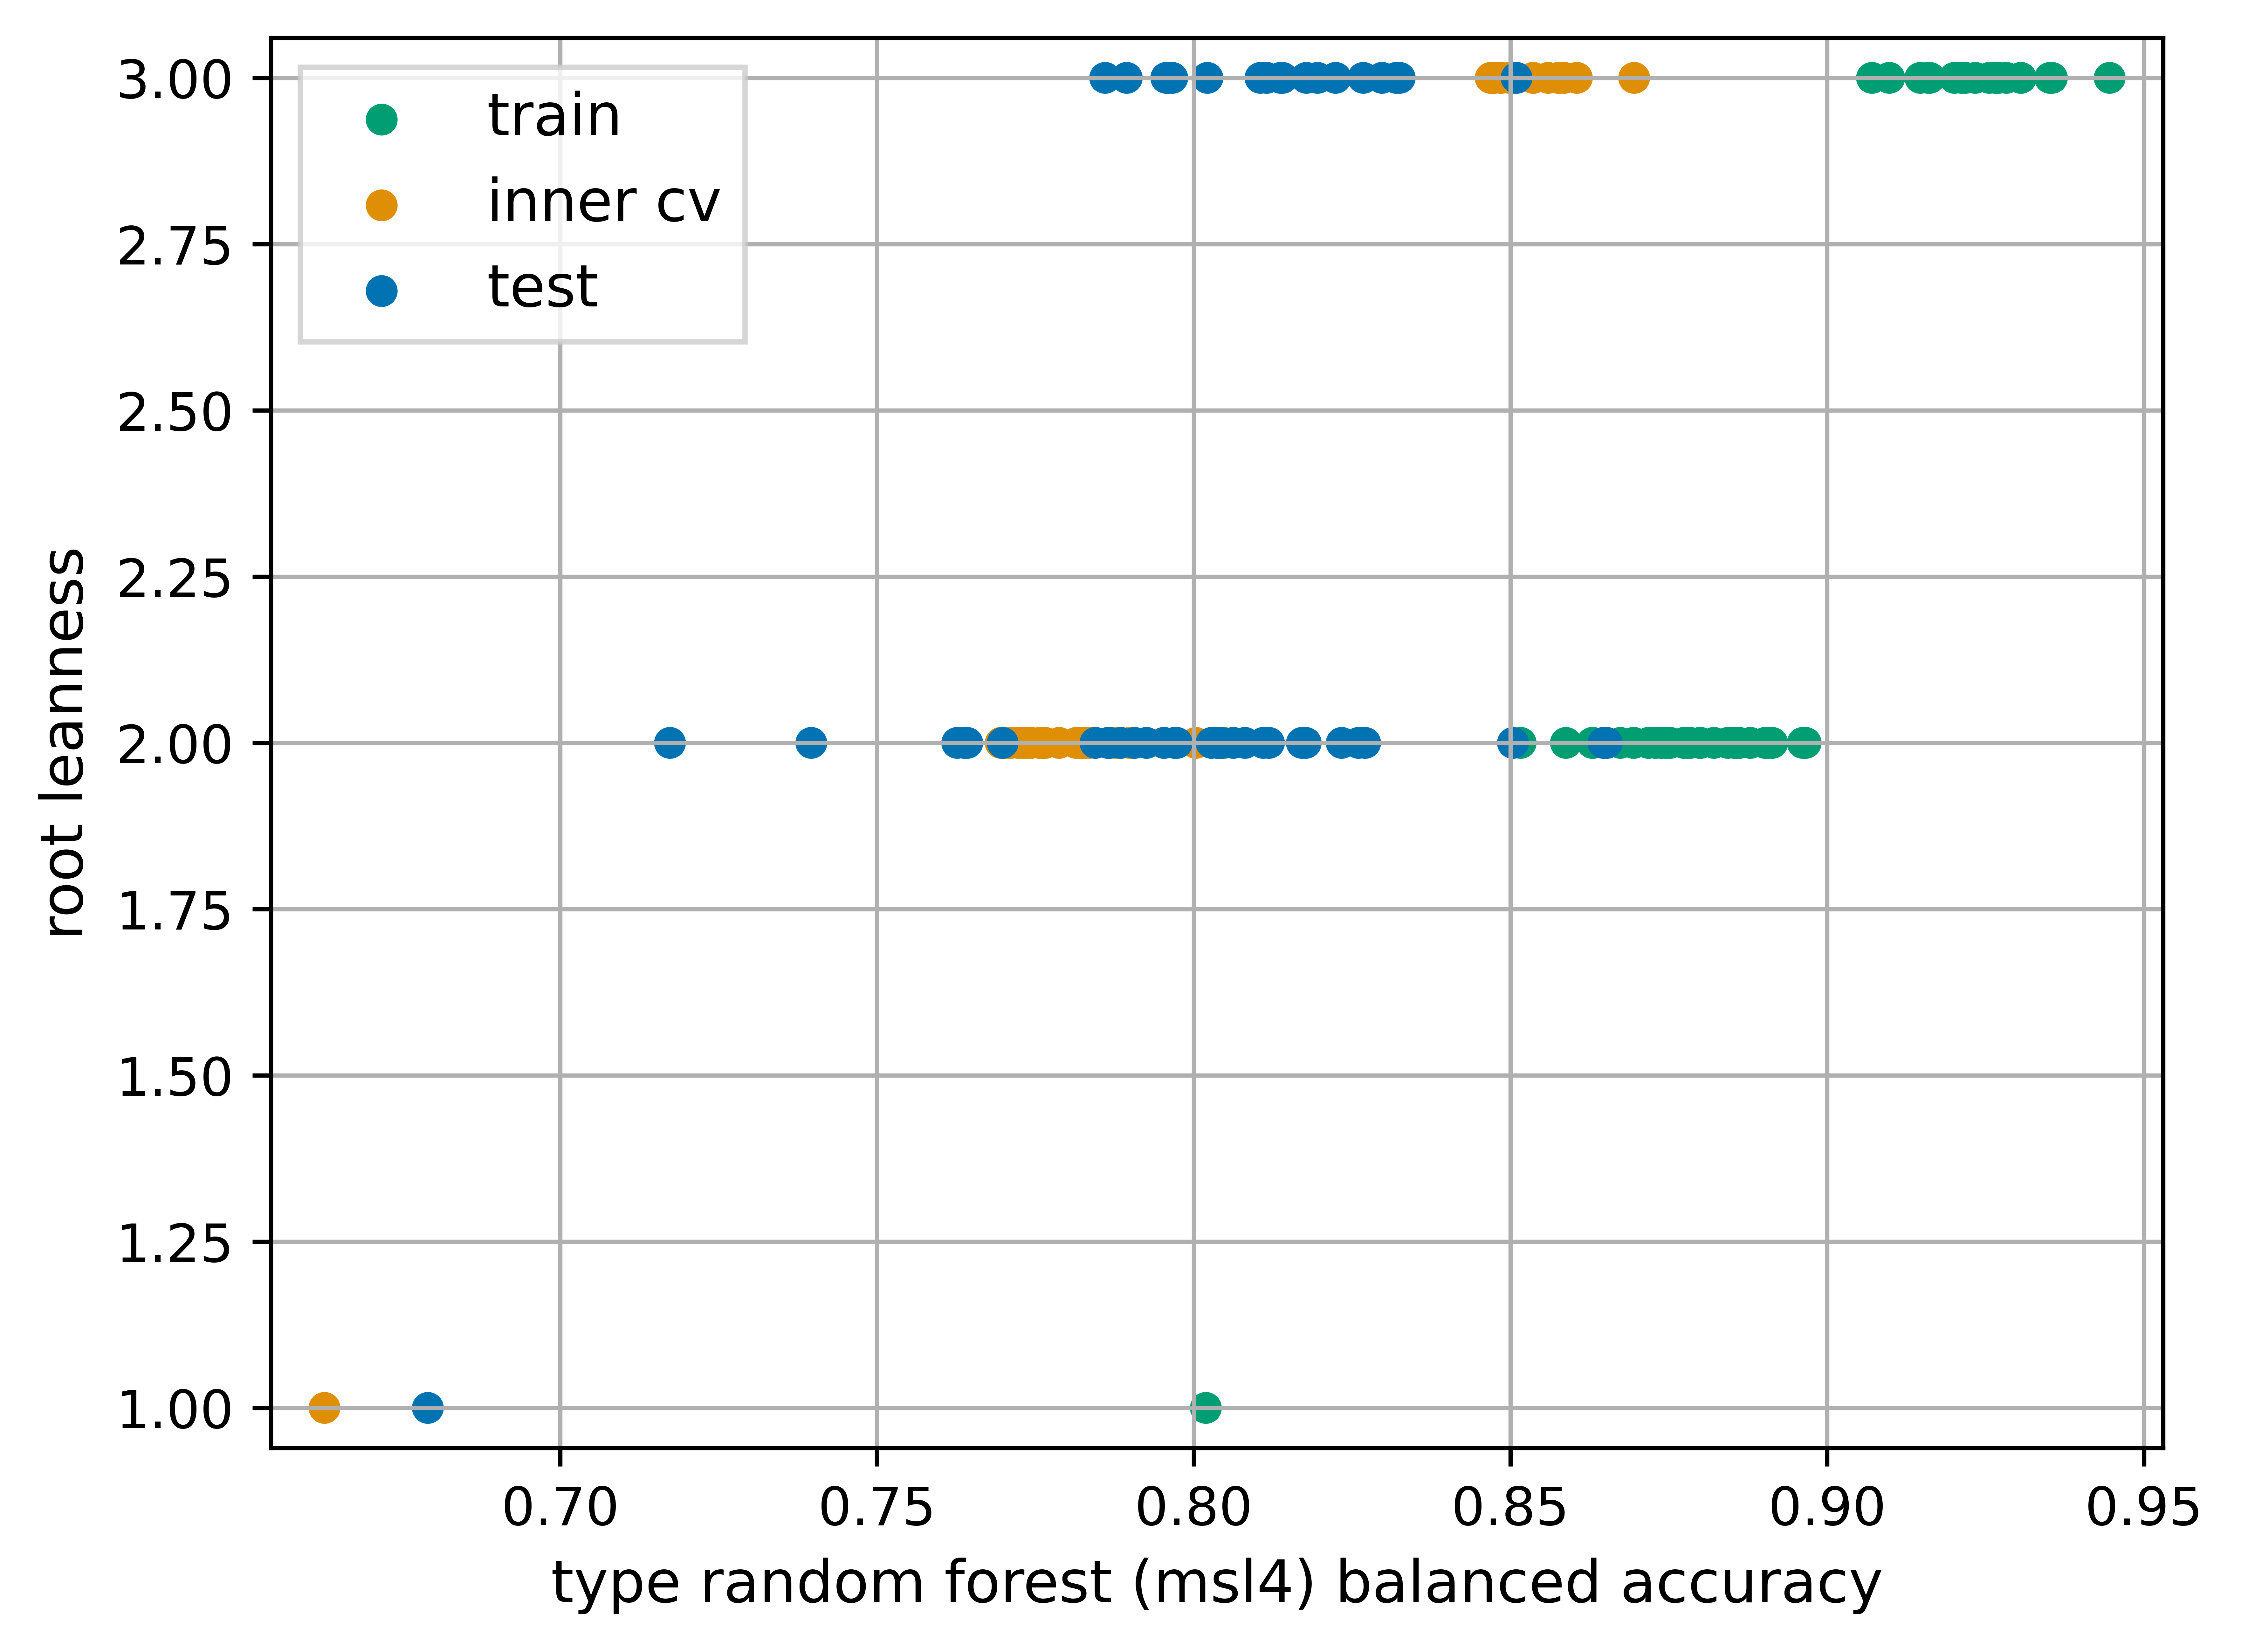 train
inner cv
test
3.00
2.75
2.50
2.25
2.00
1.75
1.50
1.25
1.00
root leanness
0.70 0.75 0.80 0.85 0.90 0.95
type random forest (msl4) balanced accuracy